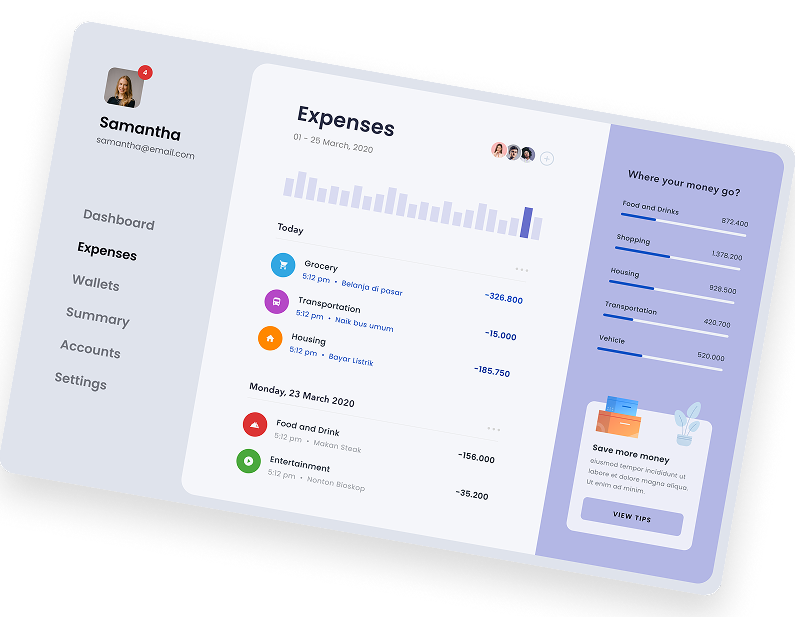 4
Samantha
samantha@email.com
Dashboard
Expenses
Wallets
Summary
Accounts
Settings
Expenses
01 - 25 March, 2020
Today
Grocery
5:12 pm • Belanja di pasar
-326.800
Transportation
5:12 pm • Naik bus umum
-15.000
Housing
5:12 pm • Bayar Listrik
-185.750
Monday, 23 March 2020
Food and Drink
5:12 pm • Makan Steak
-156.000
Entertainment
5:12 pm • Nonton Bioskop
-35.200
Where your money go?
Food and Drinks
872.400
Shopping
1.378.200
Housing
928.500
Transportation
420.700
Vehicle
520.000
Save more money
eiusmod tempor incididunt ut
labore et dolore magna aliqua.
Ut enim ad minim.
VIEW TIPS